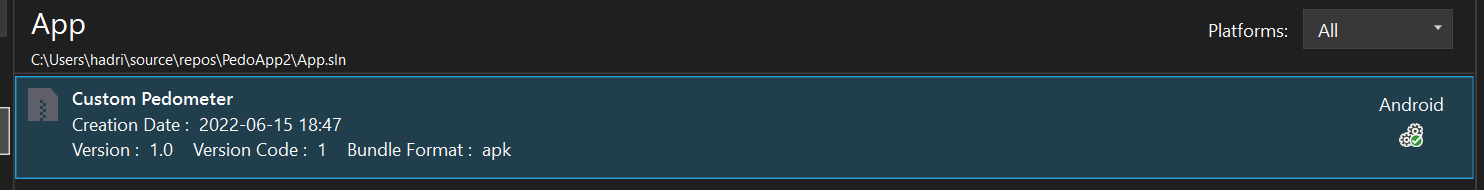 App
Platforms: All
C:\Users\hadri\source\repos\PedoApp2\App.sln
Custom Pedometer
Android
Creation Date : 2022-06-15 18:47
Version : 1.0 Version Code : 1 Bundle Format : apk